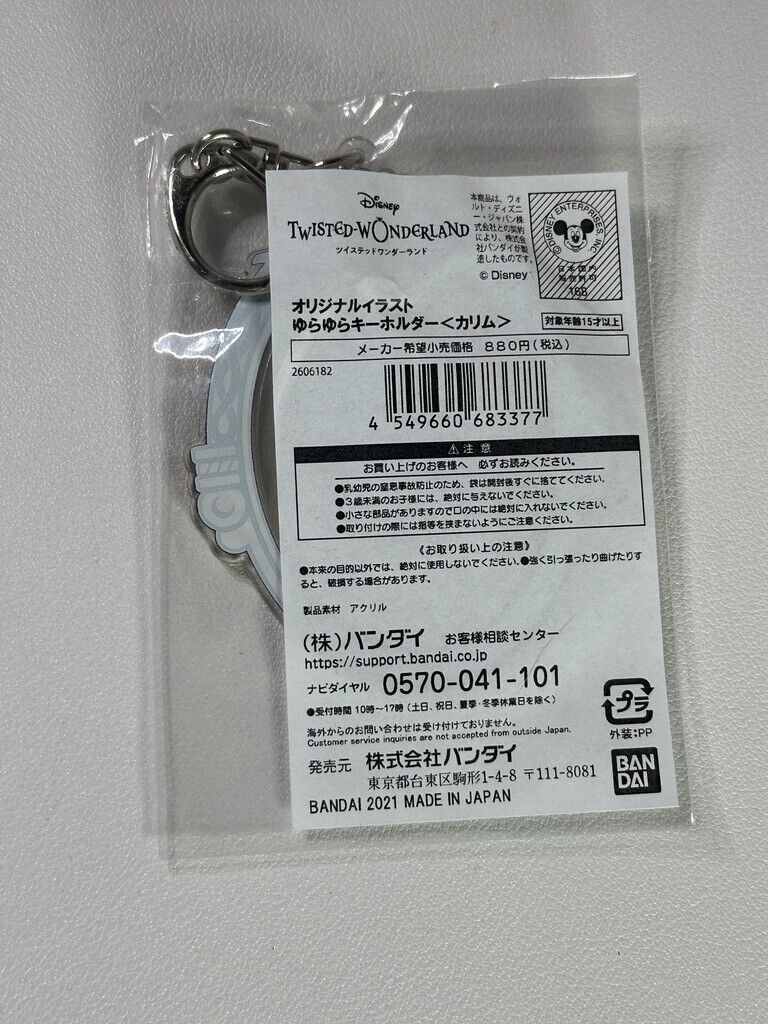 Disney
TWISTED-WONDERLAND
ツイステッドワンダーランド
本商品は、ウォ
ルト・ディズニ
ー・ジャパン株
式会社との契約
により、株式会
社バンダイが製
造したものです。
© Disney
©DISNEY ENTERPRISES, INC.
日本国内
販売許可
16B
オリジナルイラスト
ゆらゆらキーホルダー＜カリム＞
対象年齢15才以上
メーカー希望小売価格 880円(税込)
2606182
4 549660 683377
⚠注意
お買い上げのお客様へ 必ずお読みください。
●乳幼児の窒息事故防止のため、袋は開封後すぐに捨ててください。
●3歳未満のお子様には、絶対に与えないでください。
●小さな部品がありますので口の中には絶対に入れないでください。
●取り付けの際には指等を挟まないようにご注意ください。
《お取り扱い上の注意》
●本来の目的以外では、絶対に使用しないでください。●強く引っ張ったり曲げたりす
ると、破損する場合があります。
製品素材 アクリル
(株)バンダイ お客様相談センター
https://support.bandai.co.jp
ナビダイヤル 0570-041-101
●受付時間 10時～17時(土日、祝日、夏季・冬季休業日を除く)
海外からのお問い合わせは受け付けておりません。
Customer service inquiries are not accepted from outside Japan.
プラ
外装:PP
発売元 株式会社バンダイ
東京都台東区駒形1-4-8 〒111-8081
BANDAI 2021 MADE IN JAPAN
BAN
DAI